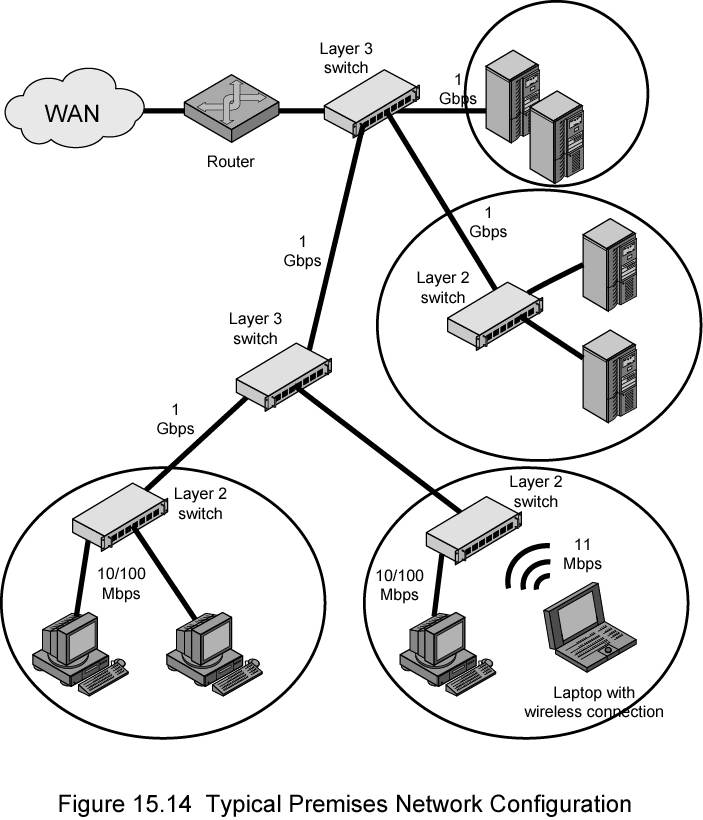 Layer 3
switch
1
Gbps
WAN
Router
1
Gbps
1
Gbps
Layer 2
switch
Layer 3
switch
1
Gbps
Layer 2
switch
Layer 2
switch
10/100
Mbps
10/100
Mbps
11
Mbps
Laptop with
wireless connection
Figure 15.14  Typical Premises Network Configuration